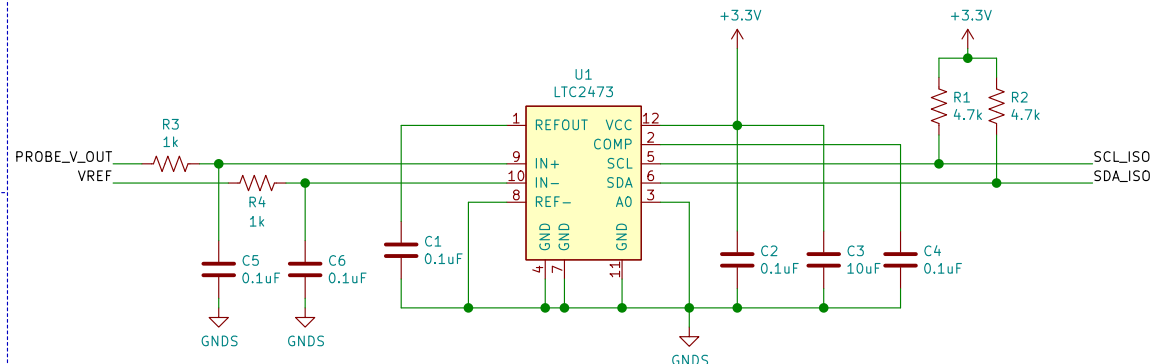 +3.3V
+3.3V
U1
LTC2473
R1
4.7k
R2
4.7k
R3
1k
PROBE_V_OUT
VREF
R4
1k
1
REFOUT
VCC
12
COMP
2
9
IN+
SCL
5
10
IN-
SDA
6
8
REF-
A0
3
GND
GND
GND
4
7
11
SCL_ISO
SDA_ISO
C5
0.1uF
C6
0.1uF
C1
0.1uF
C2
0.1uF
C3
10uF
C4
0.1uF
GNDS
GNDS
GNDS